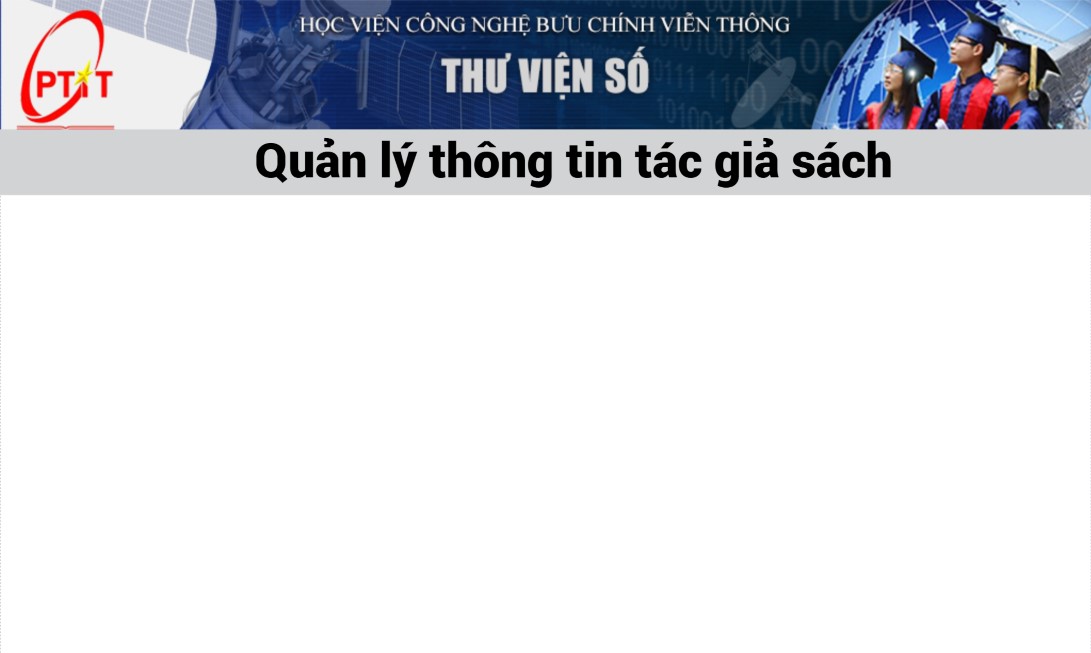 HỌC VIỆN CÔNG NGHỆ BƯU CHÍNH VIỄN THÔNG
THƯ VIỆN SỐ
PTIT
Quản lý thông tin tác giả sách